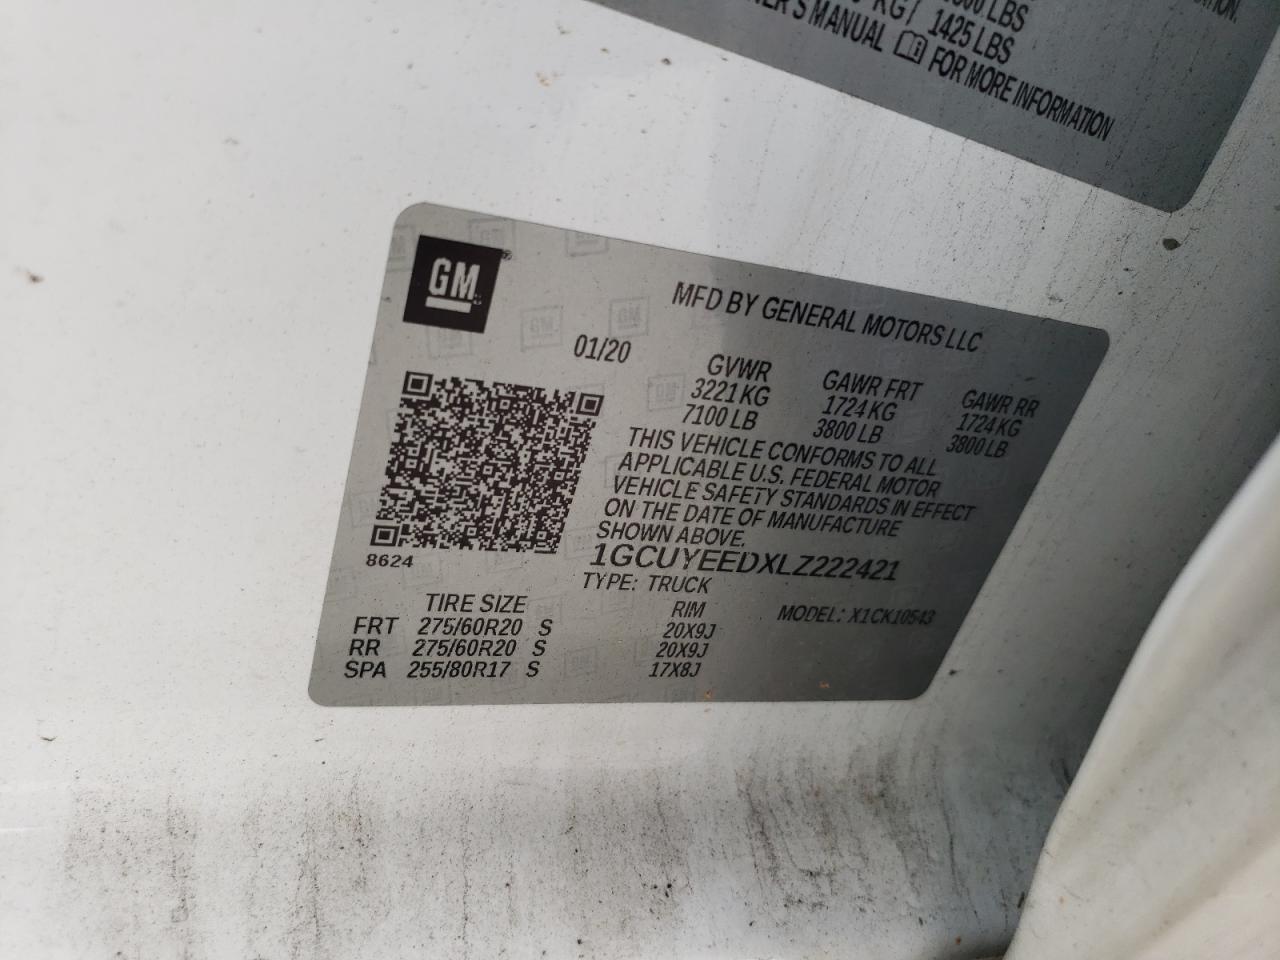 LBS
KG / 1425 LBS
MANUAL FOR MORE INFORMATION
GM
MFD BY GENERAL MOTORS LLC
01/20
GVWR GAWR FRT GAWR RR
3221 KG 1724 KG 1724 KG
7100 LB 3800 LB 3800 LB
THIS VEHICLE CONFORMS TO ALL
APPLICABLE U.S. FEDERAL MOTOR
VEHICLE SAFETY STANDARDS IN EFFECT
ON THE DATE OF MANUFACTURE
SHOWN ABOVE.
8624
1GCUYEEDXLZ222421
TYPE: TRUCK
MODEL: X1CK10543
TIRE SIZE RIM
FRT 275/60R20 S 20X9J
RR 275/60R20 S 20X9J
SPA 255/80R17 S 17X8J